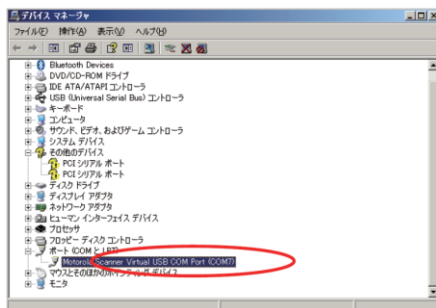 デバイス マネージャ
ファイル(F) 操作(A) 表示(V) ヘルプ(H)
Bluetooth Devices
DVD/CD-ROM ドライブ
IDE ATA/ATAPI コントローラ
USB (Universal Serial Bus) コントローラ
キーボード
コンピュータ
サウンド、ビデオ、およびゲーム コントローラ
システム デバイス
その他のデバイス
PCI シリアル ポート
PCI シリアル ポート
ディスク ドライブ
ディスプレイ アダプタ
ネットワーク アダプタ
ヒューマン インターフェイス デバイス
プロセッサ
フロッピー ディスク コントローラ
ポート (COM と LPT)
Motorola Scanner Virtual USB COM Port (COM7)
マウスとそのほかのポインティング デバイス
モニタ